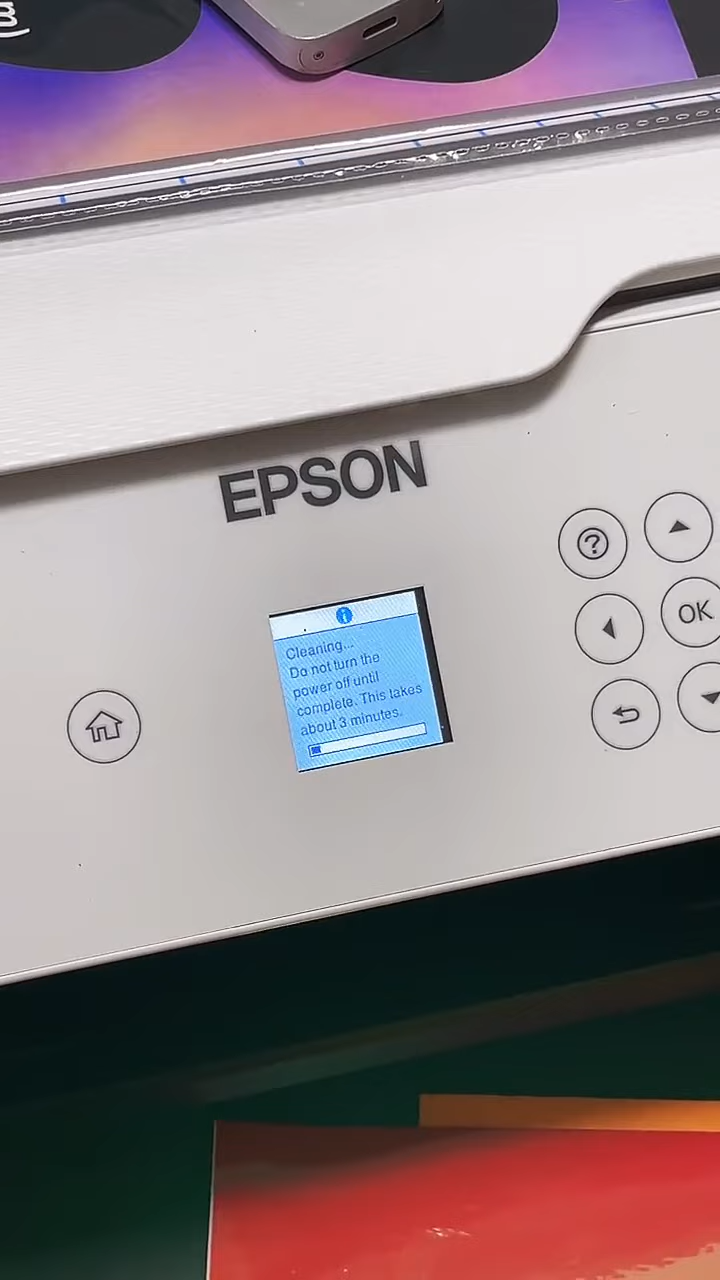 EPSON
Cleaning...
Do not turn the
power off until
complete. This takes
about 3 minutes.
?
OK